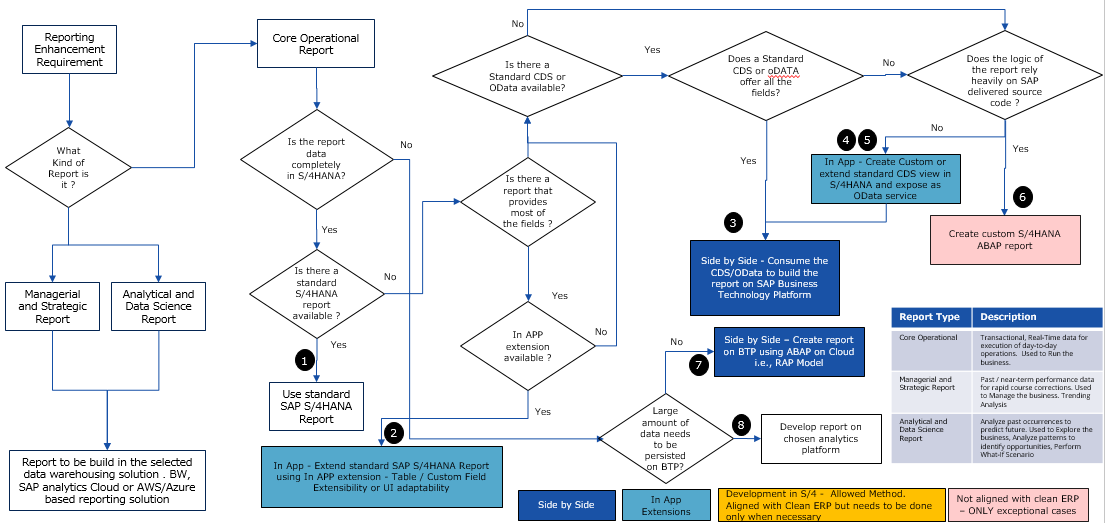 Reporting
Enhancement
Requirement
What
Kind of
Report is
it ?
Managerial
and Strategic
Report
Analytical and
Data Science
Report
Report to be build in the selected
data warehousing solution . BW,
SAP analytics Cloud or AWS/Azure
based reporting solution
Core Operational
Report
Is the report
data
completely
in S/4HANA?
No
Yes
Is there a
standard
S/4HANA
report
available ?
No
Yes
1
Use standard
SAP S/4HANA
Report
2
In App - Extend standard SAP S/4HANA Report
using In APP extension - Table / Custom Field
Extensibility or UI adaptability
No
Is there a
Standard CDS or
OData available?
Yes
Is there a
report that
provides
most of
the fields ?
Yes
In APP
extension
available ?
No
Yes
Does a Standard
CDS or oDATA
offer all the
fields?
No
Yes
Does the logic of
the report rely
heavily on SAP
delivered source
code ?
No
Yes
4 5
In App - Create Custom or
extend standard CDS view in
S/4HANA and expose as
OData service
6
Create custom S/4HANA
ABAP report
3
Side by Side - Consume the
CDS/OData to build the
report on SAP Business
Technology Platform
No
7
Side by Side – Create report
on BTP using ABAP on Cloud
i.e., RAP Model
Large
amount of
data needs
to be
persisted
on BTP?
8
Develop report on
chosen analytics
platform
Report Type Description
Core Operational
Transactional, Real-Time data for
execution of day-to-day
operations. Used to Run the
business.
Managerial and
Strategic Report
Past / near-term performance data
for rapid course corrections. Used
to Manage the business. Trending
Analysis
Analytical and
Data Science
Report
Analyze past occurrences to
predict future. Used to Explore the
business, Analyze patterns to
identify opportunities, Perform
What-if Scenario
Side by Side
In App
Extensions
Development in S/4 - Allowed Method.
Aligned with Clean ERP but needs to be done
only when necessary
Not aligned with clean ERP
– ONLY exceptional cases